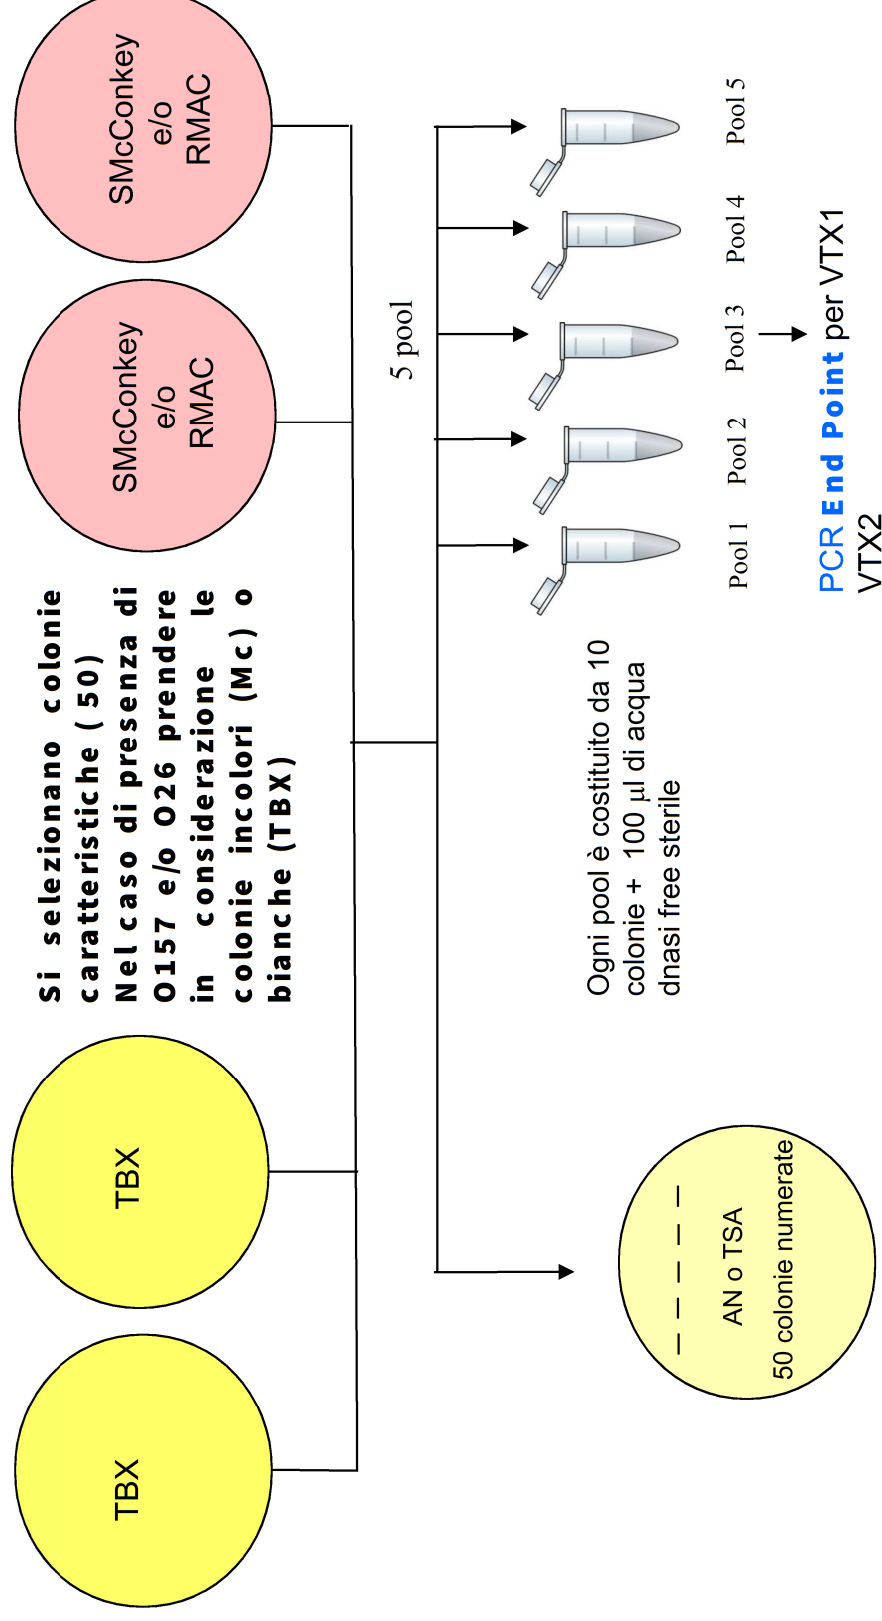 TBX
TBX
Si selezionano colonie
caratteristiche ( 50)
Nel caso di presenza di
O157 e/o O26 prendere
in considerazione le
colonie incolori (Mc) o
bianche (TBX)
SMcConkey
e/o
RMAC
SMcConkey
e/o
RMAC
5 pool
AN o TSA
50 colonie numerate
Ogni pool è costituito da 10
colonie + 100 µl di acqua
dnasi free sterile
Pool 1
Pool 2
Pool 3
Pool 4
Pool 5
PCR End Point per VTX1
VTX2